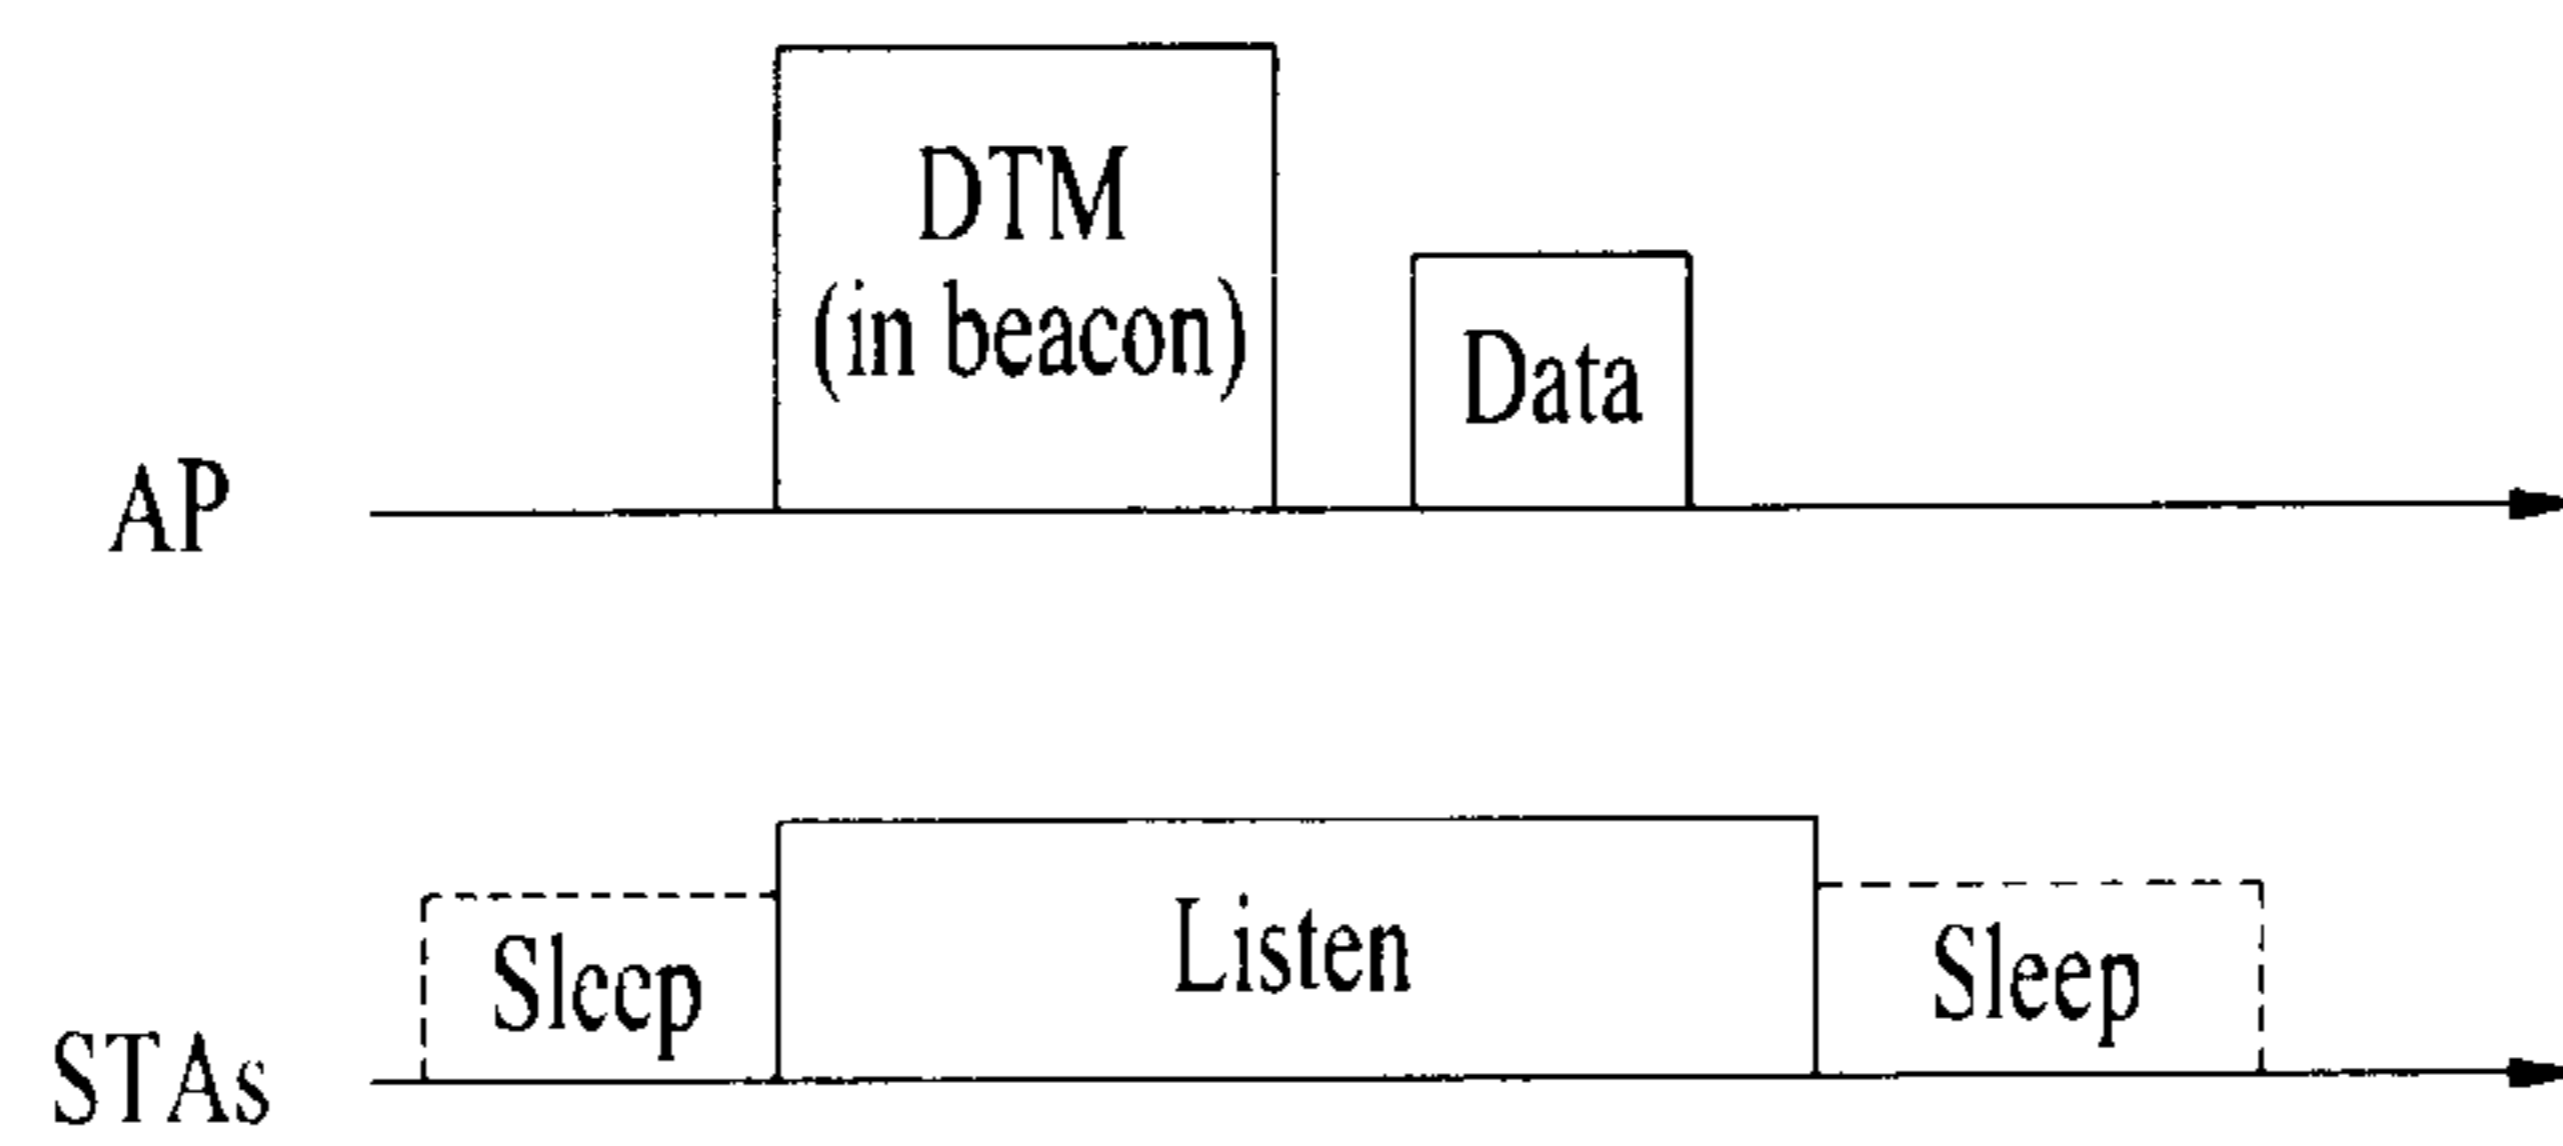 DTM
(in beacon)
Data
AP
Sleep
Listen
Sleep
STAs